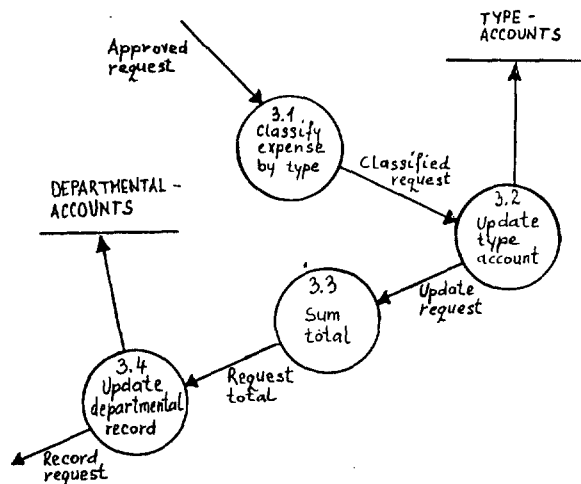 TYPE-
ACCOUNTS
Approved
request
3.1
Classify
expense
by type
Classified
request
DEPARTMENTAL-
ACCOUNTS
3.2
Update
type
account
3.3
Sum
total
Update
request
3.4
Update
departmental
record
Request
total
Record
request